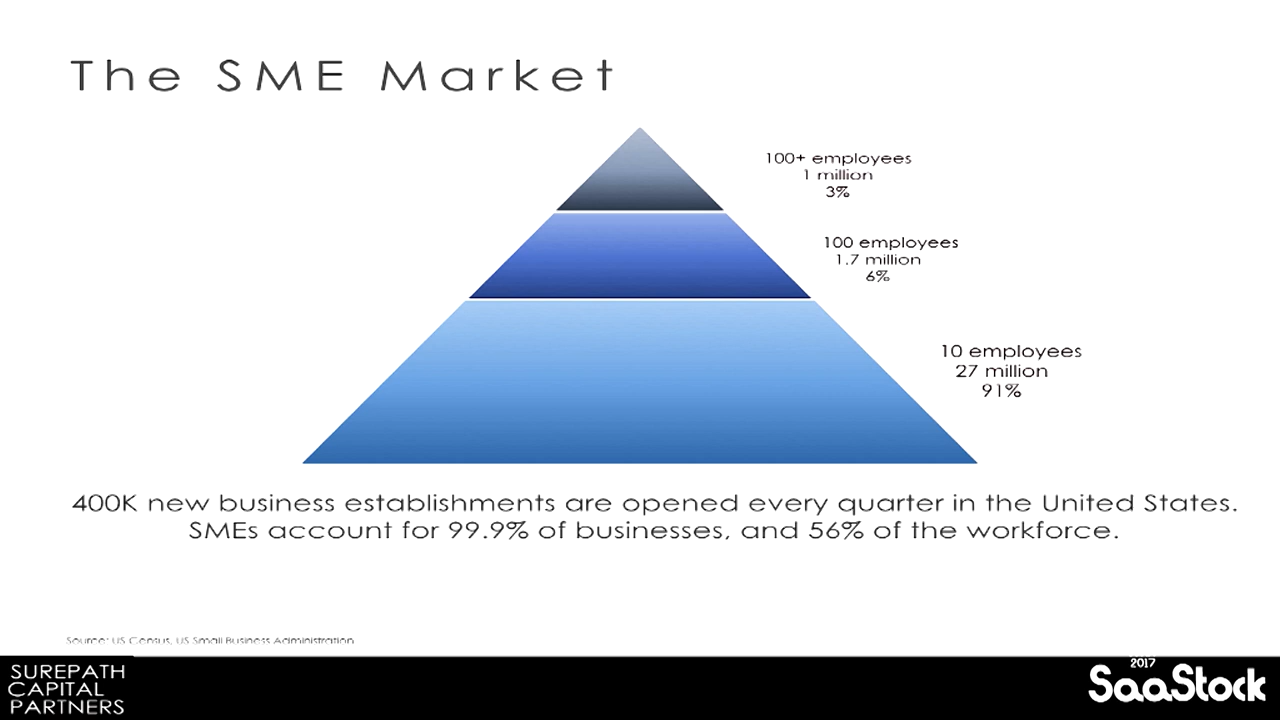 The SME Market
100+ employees
1 million
3%
100 employees
1.7 million
6%
10 employees
27 million
91%
400K new business establishments are opened every quarter in the United States.
SMEs account for 99.9% of businesses, and 56% of the workforce.
Source: US Census, US Small Business Administration
SUREPATH
CAPITAL
PARTNERS
2017
SaaStock